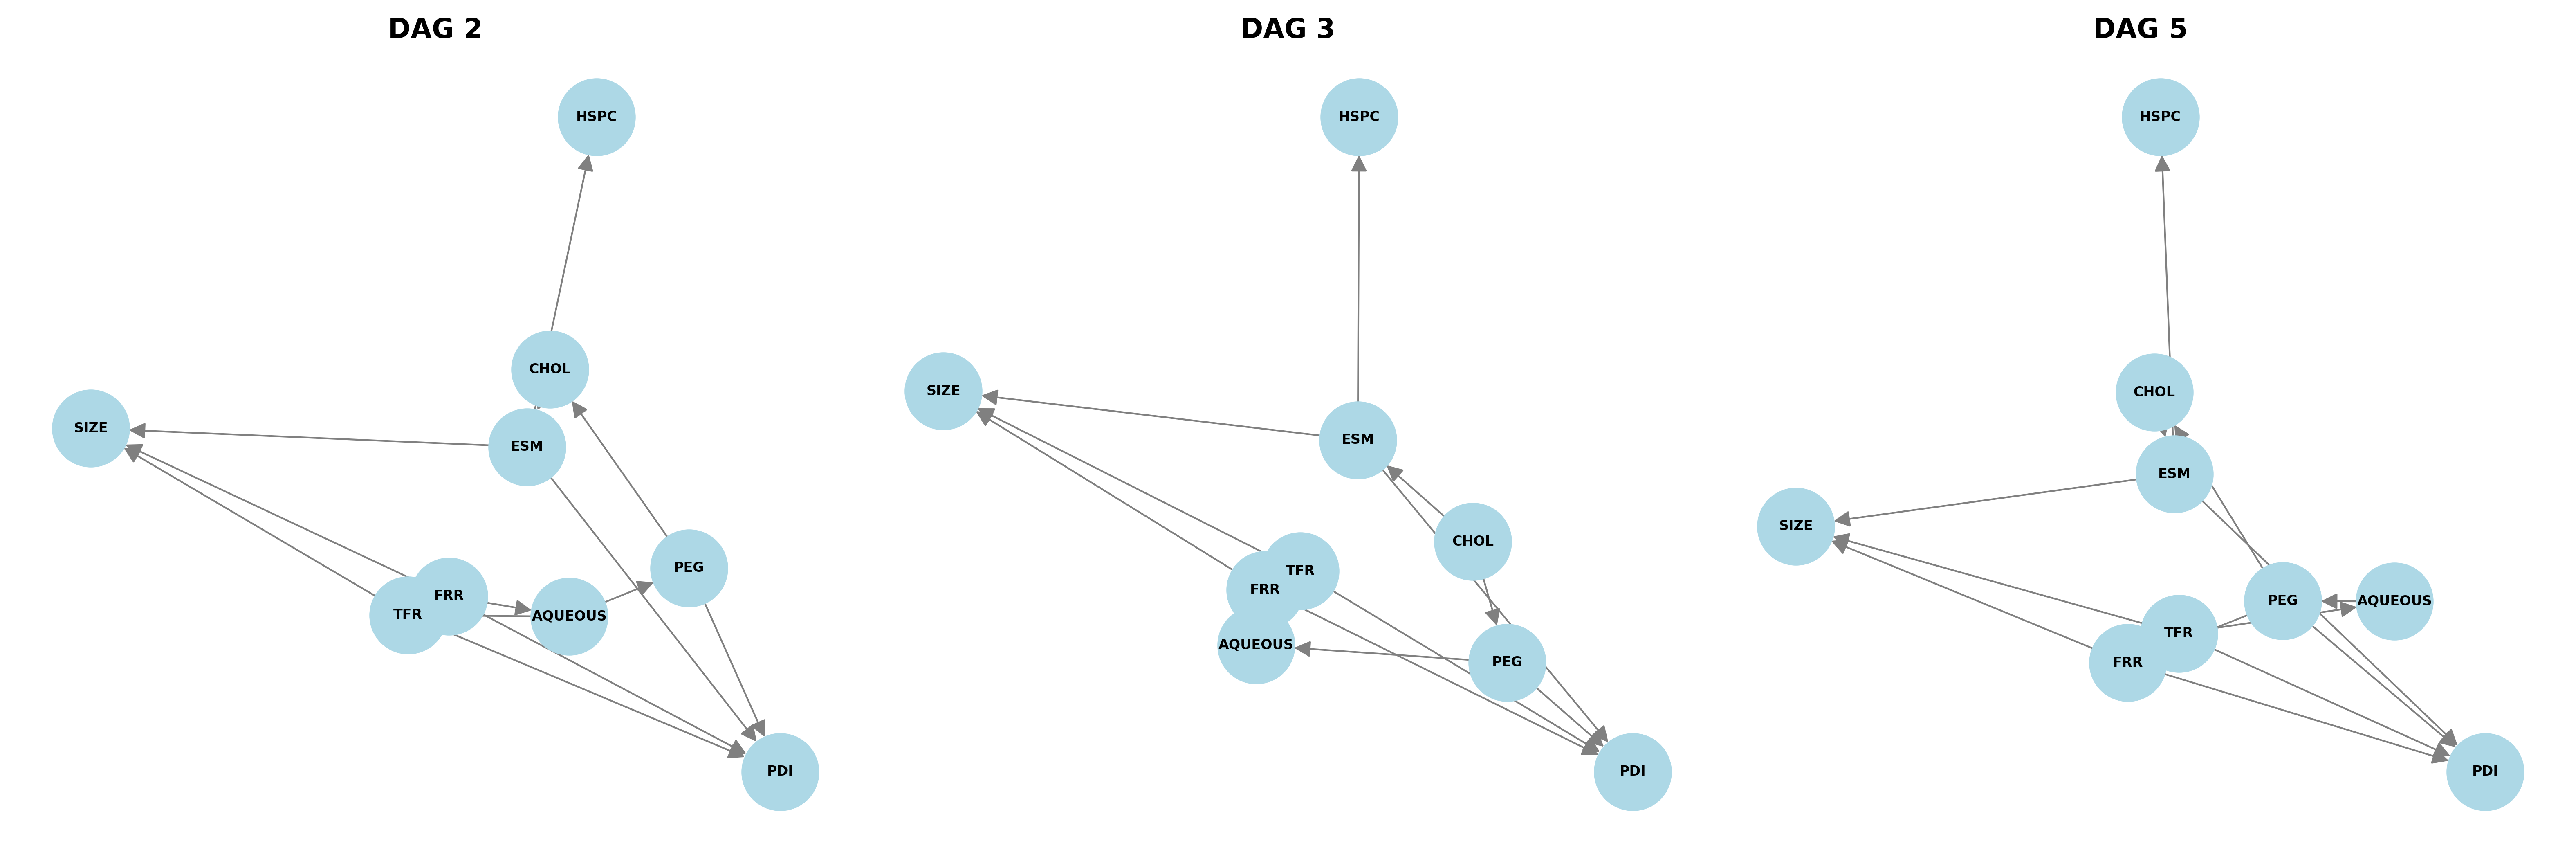 DAG 2
HSPC
CHOL
SIZE
ESM
PEG
FRR
TFR
AQUEOUS
PDI
DAG 3
HSPC
SIZE
ESM
CHOL
TFR
FRR
AQUEOUS
PEG
PDI
DAG 5
HSPC
CHOL
ESM
SIZE
PEG
AQUEOUS
TFR
FRR
PDI